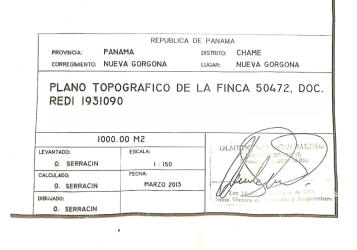 REPUBLICA DE PANAMA
PROVINCIA: PANAMA DISTRITO: CHAME
CORREGIMIENTO: NUEVA GORGONA LUGAR: NUEVA GORGONA
PLANO TOPOGRAFICO DE LA FINCA 50472, DOC.
REDI 1931090
1000.00 M2
LEVANTADO: ESCALA:
O. SERRACIN 1 : 150
CALCULADO: FECHA:
O. SERRACIN MARZO 2013
DIBUJADO:
O. SERRACIN